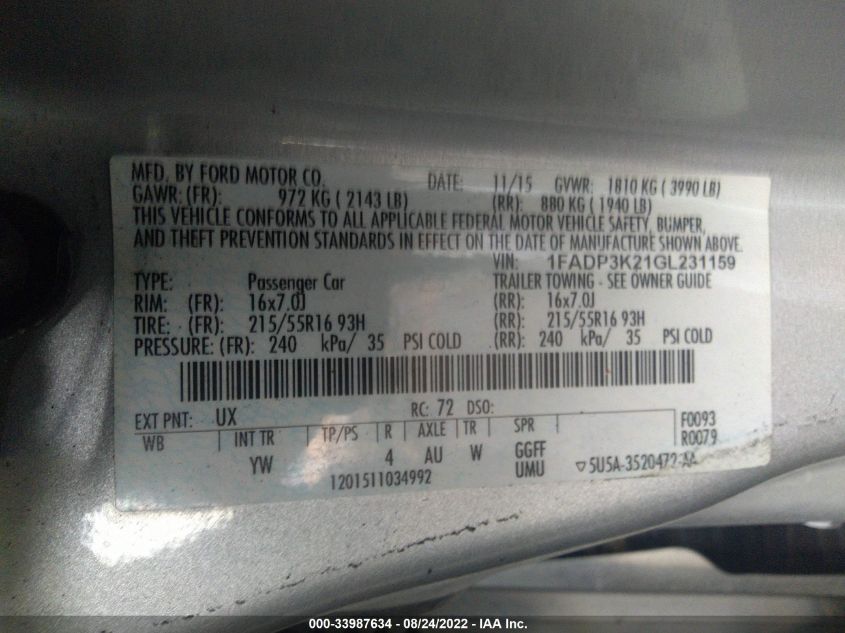 MFD. BY FORD MOTOR CO. DATE: 11/15 GVWR: 1810 KG ( 3990 LB)
GAWR: (FR): 972 KG ( 2143 LB) (RR): 880 KG ( 1940 LB)
THIS VEHICLE CONFORMS TO ALL APPLICABLE FEDERAL MOTOR VEHICLE SAFETY, BUMPER,
AND THEFT PREVENTION STANDARDS IN EFFECT ON THE DATE OF MANUFACTURE SHOWN ABOVE.
VIN: 1FADP3K21GL231159
TYPE: Passenger Car TRAILER TOWING - SEE OWNER GUIDE
RIM: (FR): 16x7.0J (RR): 16x7.0J
TIRE: (FR): 215/55R16 93H (RR): 215/55R16 93H
PRESSURE: (FR): 240 kPa/ 35 PSI COLD (RR): 240 kPa/ 35 PSI COLD
EXT PNT: UX RC: 72 DSO: F0093
WB INT TR TP/PS R AXLE TR SPR R0079
YW 4 AU W GGFF
UMU
1201511034992 ▽5U5A-3520472-AA
000-33987634 - 08/24/2022 - IAA Inc.